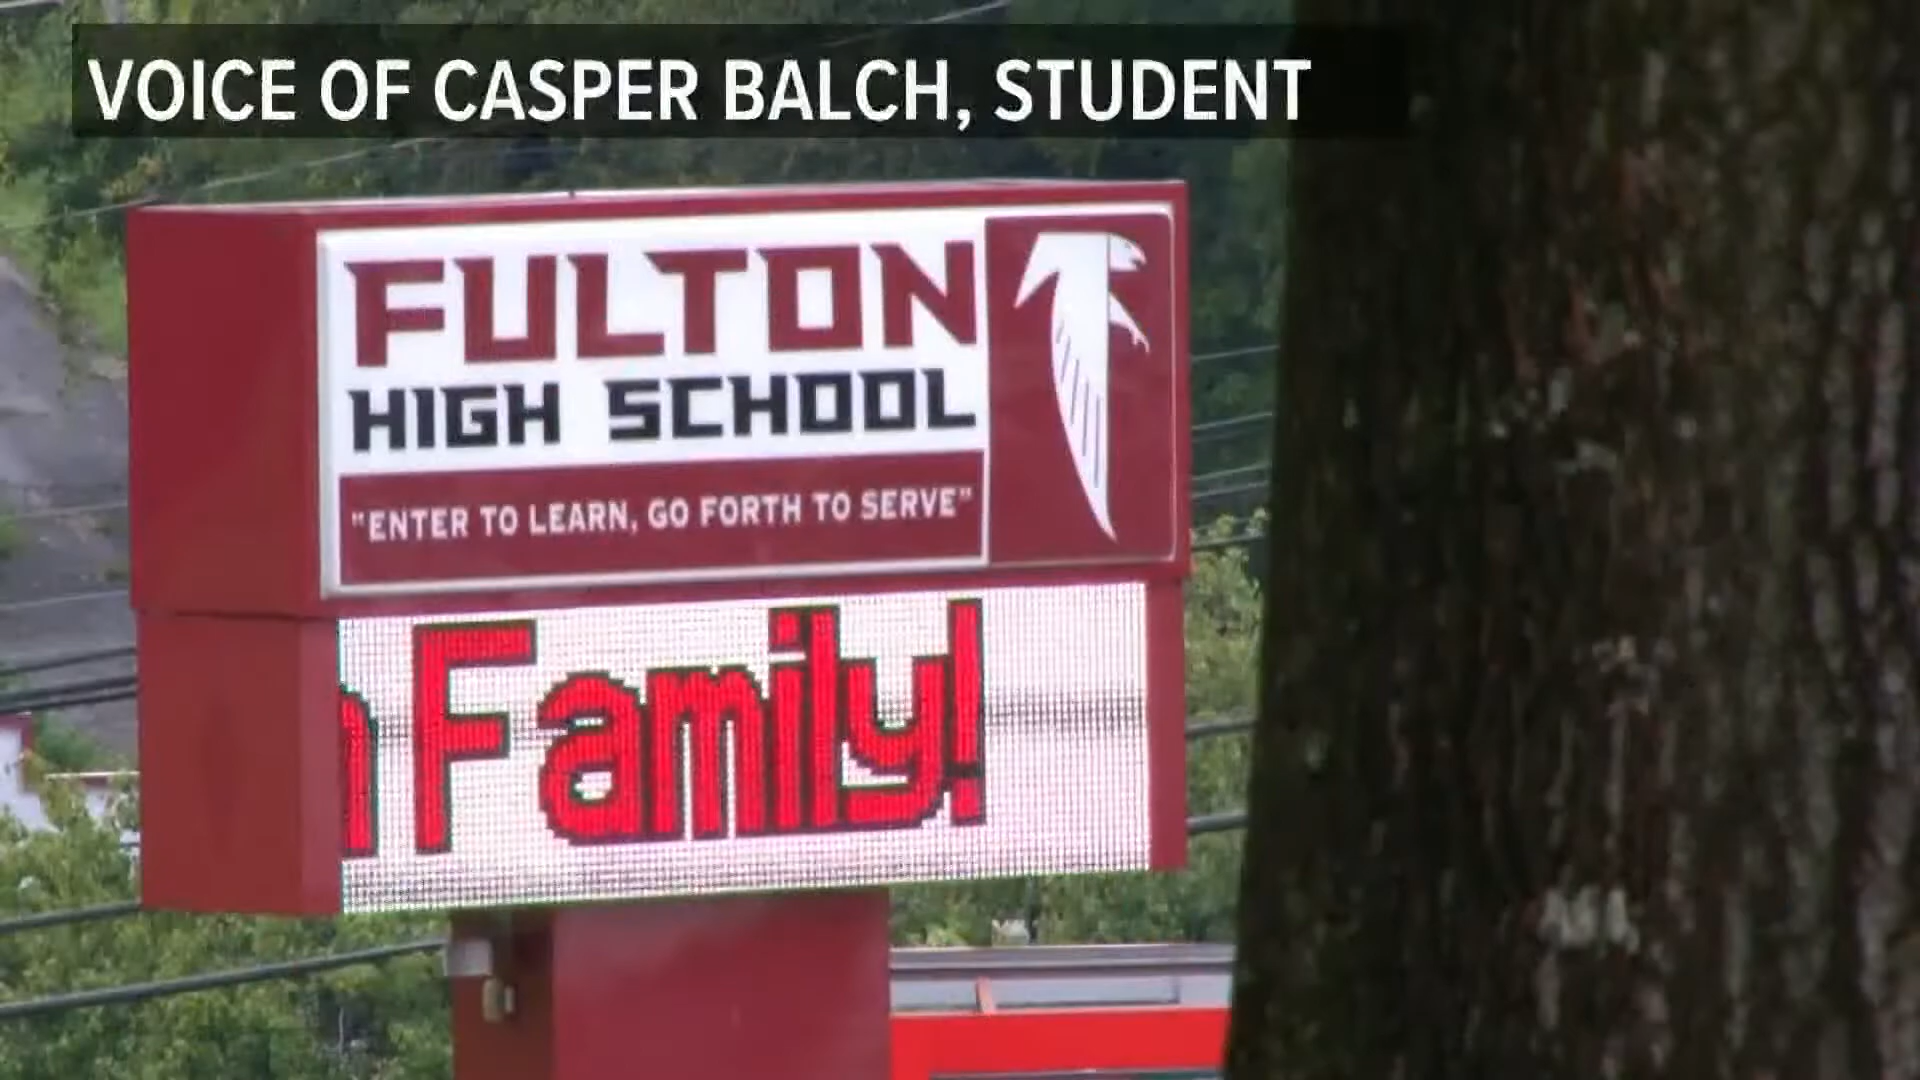 VOICE OF CASPER BALCH, STUDENT
FULTON
HIGH SCHOOL
"ENTER TO LEARN, GO FORTH TO SERVE"
Family!